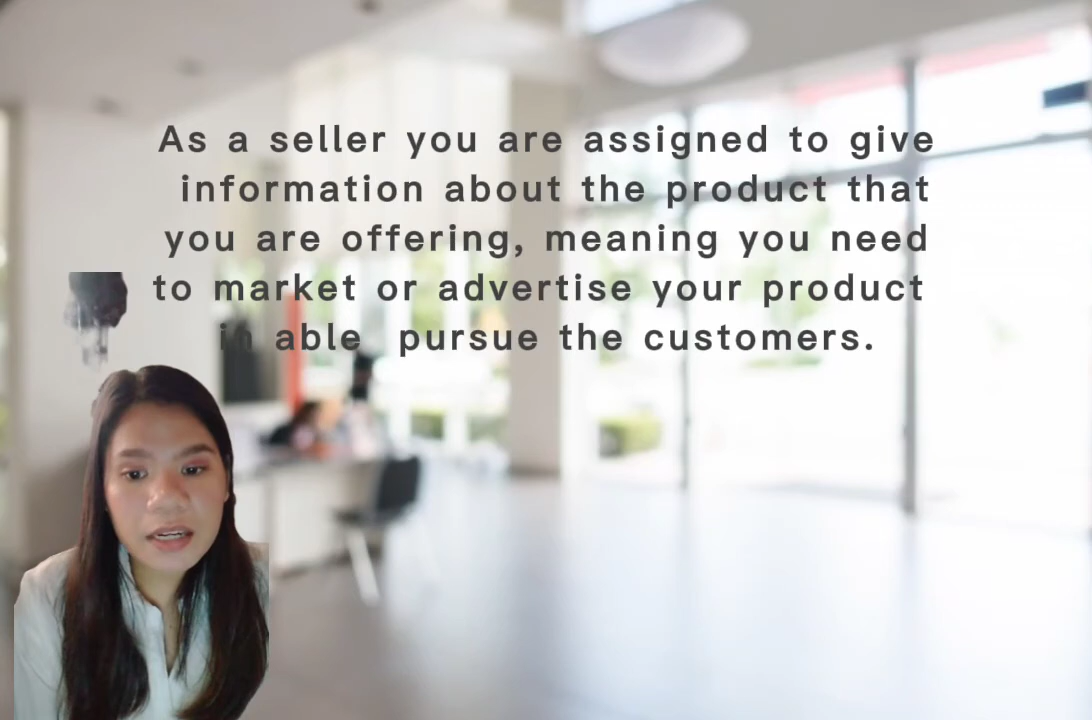 As a seller you are assigned to give
information about the product that
you are offering, meaning you need
to market or advertise your product
in able pursue the customers.